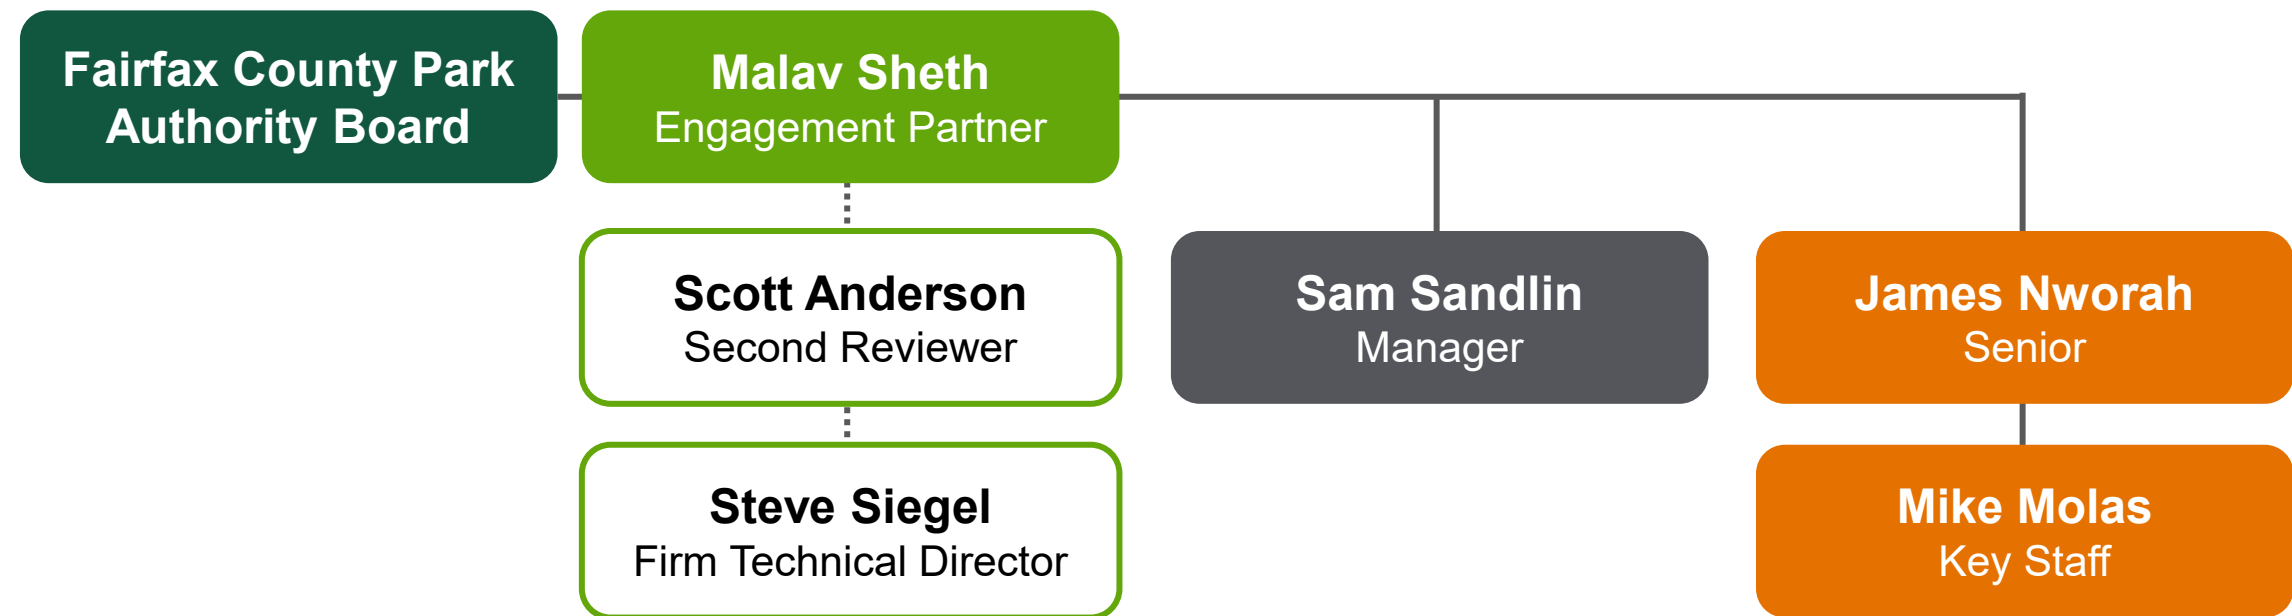 Fairfax County Park
Authority Board
Malav Sheth
Engagement Partner
Scott Anderson
Second Reviewer
Sam Sandlin
Manager
James Nworah
Senior
Steve Siegel
Firm Technical Director
Mike Molas
Key Staff